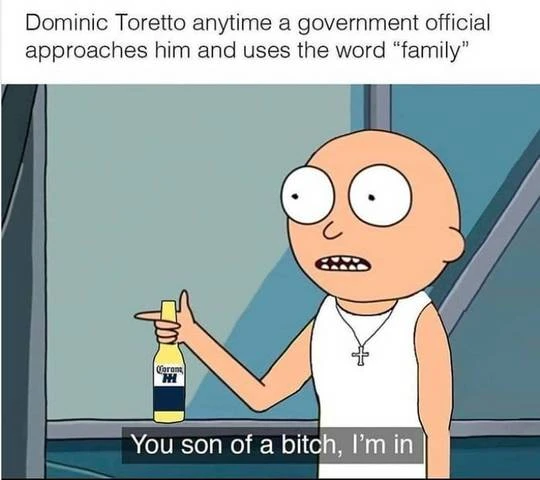 Dominic Toretto anytime a government official
approaches him and uses the word “family”
Corona
You son of a bitch, I'm in